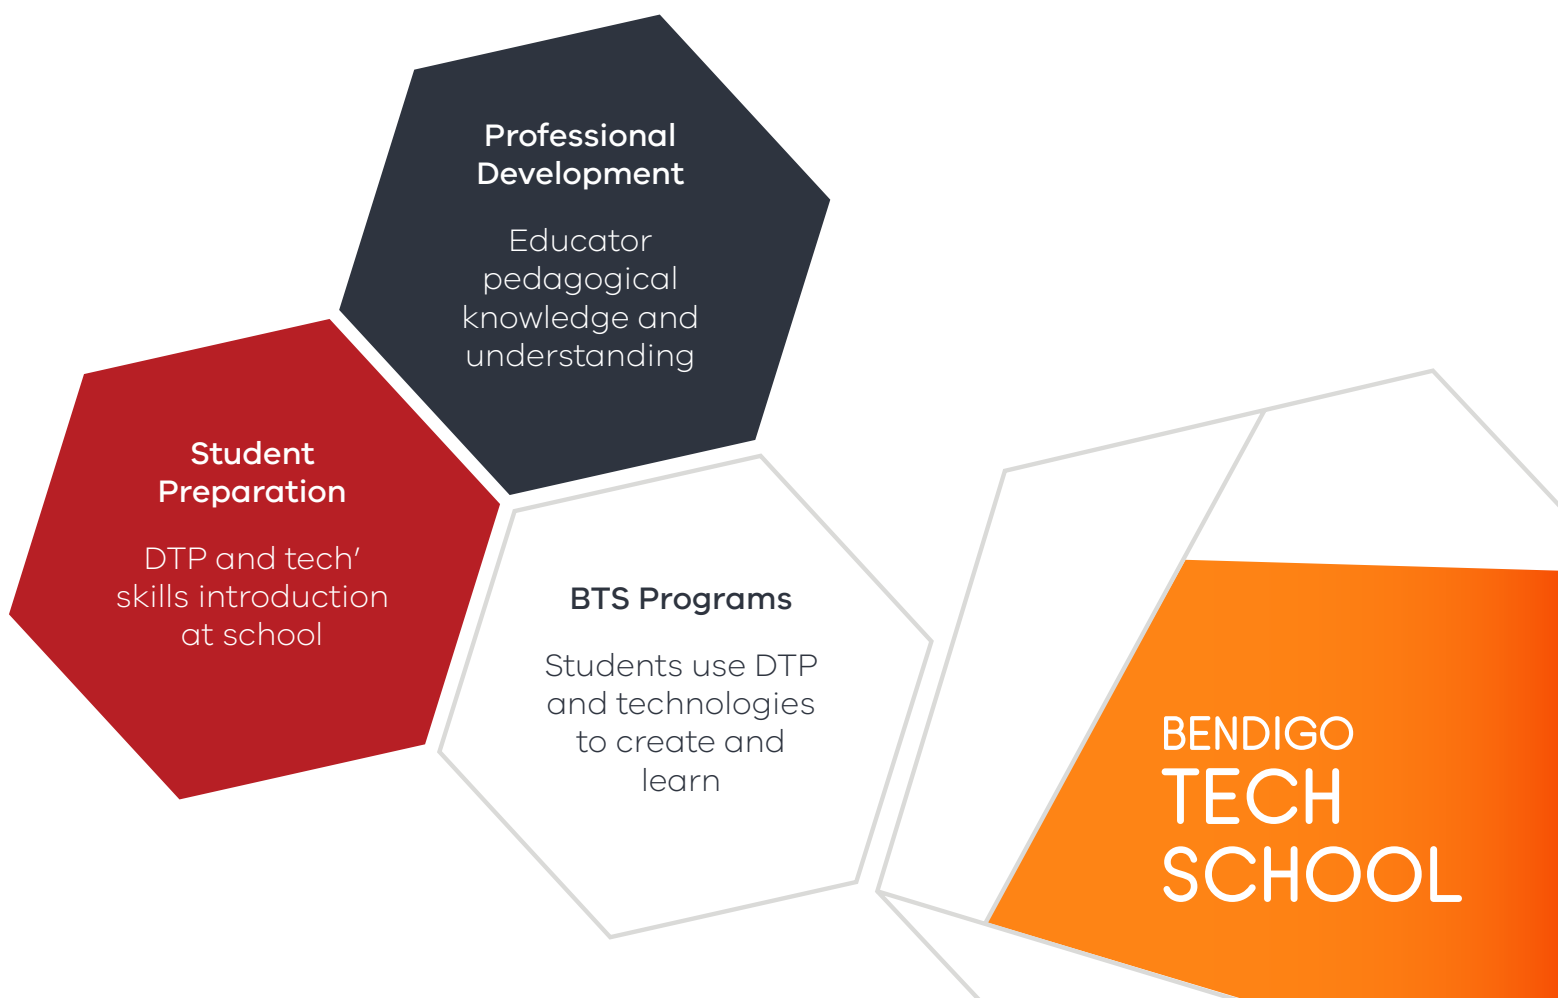 Professional
Development
Educator
pedagogical
knowledge and
understanding
Student
Preparation
DTP and tech’
skills introduction
at school
BTS Programs
Students use DTP
and technologies
to create and
learn
BENDIGO
TECH
SCHOOL